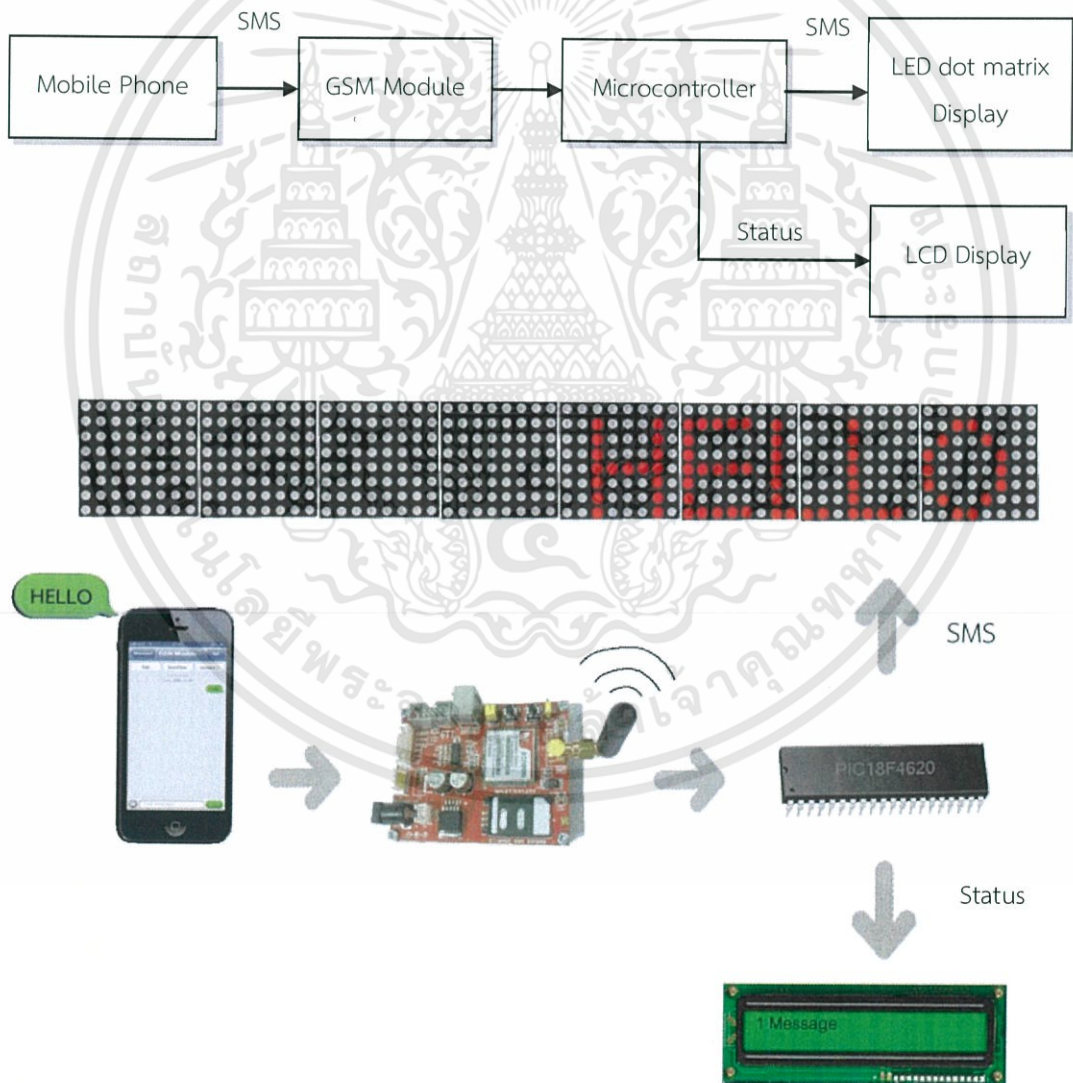 SMS
SMS
Mobile Phone
GSM Module
Microcontroller
LED dot matrix
Display
Status
LCD Display
HELLO
HELLO
SMS
PIC18F4620
Status
1 Message